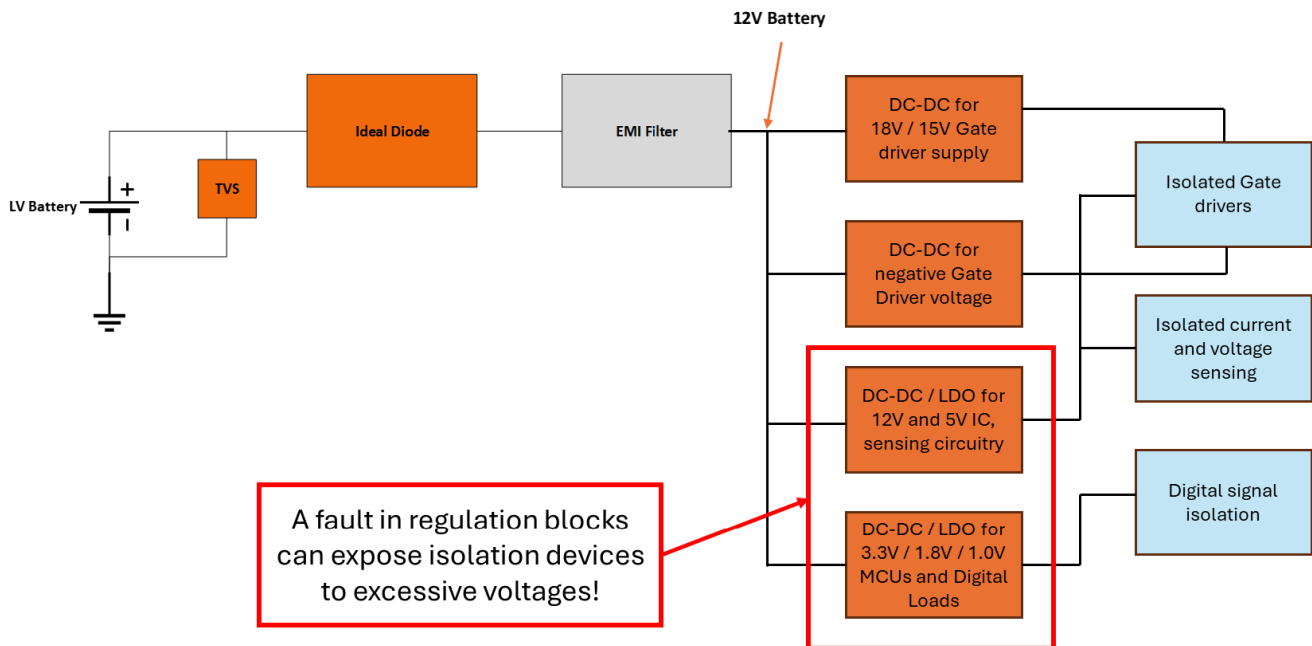 12V Battery
DC-DC for
18V / 15V Gate
driver supply
Ideal Diode
EMI Filter
Isolated Gate
drivers
TVS
+
LV Battery
DC-DC for
negative Gate
Driver voltage
Isolated current
and voltage
sensing
DC-DC / LDO for
12V and 5V IC,
sensing circuitry
Digital signal
isolation
A fault in regulation blocks
can expose isolation devices
to excessive voltages!
DC-DC / LDO for
3.3V / 1.8V / 1.0V
MCUs and Digital
Loads